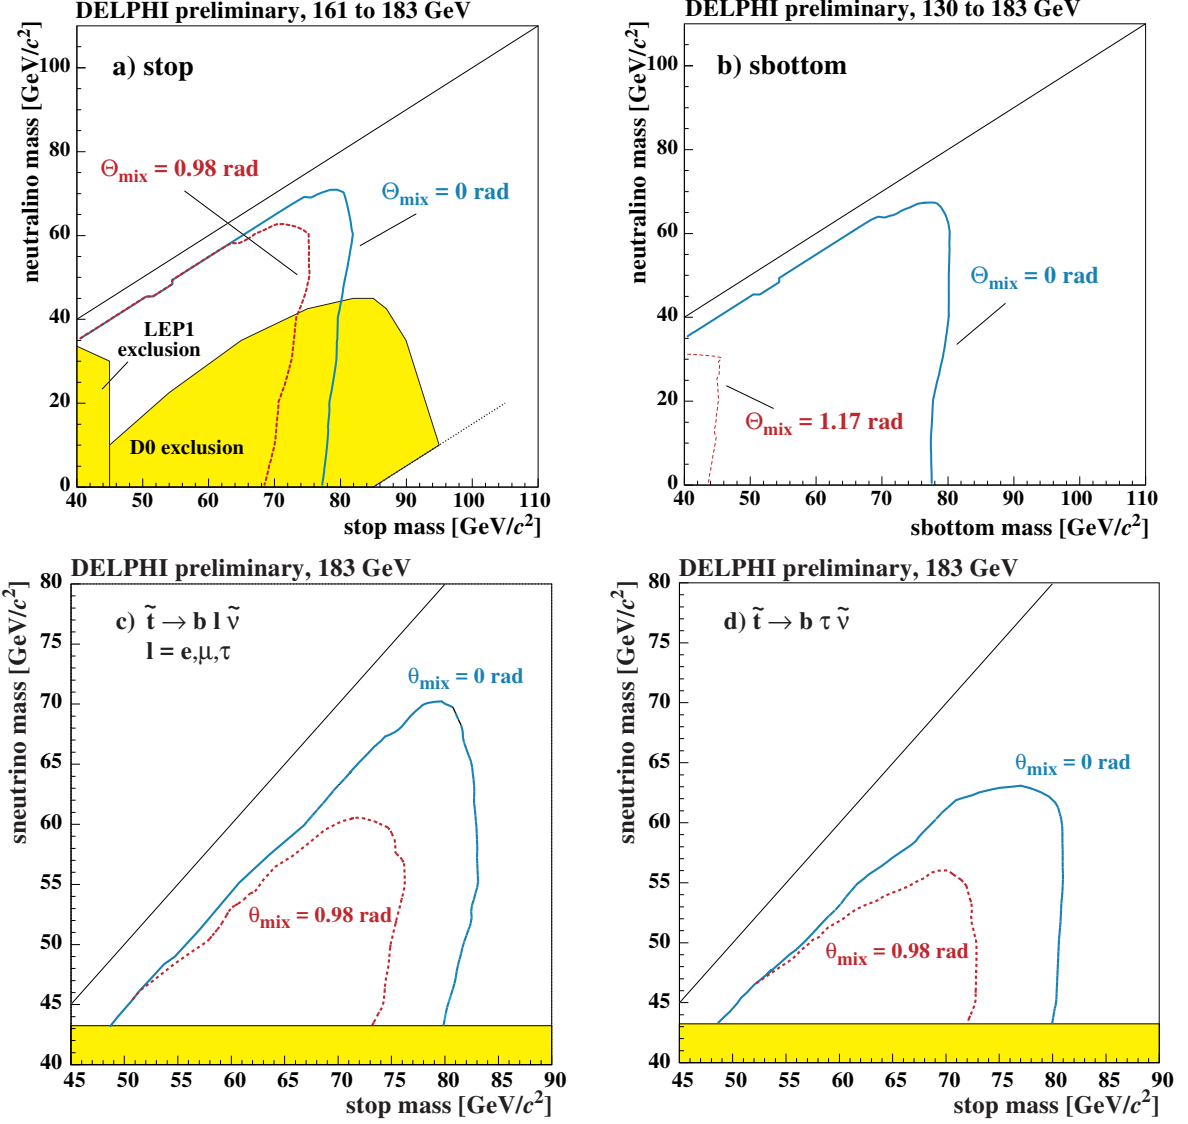 DELPHI preliminary, 161 to 183 GeV
neutralino mass [GeV/c²]
100
80
60
40
20
0
a) stop
Θmix = 0.98 rad
Θmix = 0 rad
LEP1
exclusion
D0 exclusion
40 50 60 70 80 90 100 110
stop mass [GeV/c²]
DELPHI preliminary, 130 to 183 GeV
neutralino mass [GeV/c²]
100
80
60
40
20
0
b) sbottom
Θmix = 0 rad
Θmix = 1.17 rad
40 50 60 70 80 90 100 110
sbottom mass [GeV/c²]
DELPHI preliminary, 183 GeV
sneutrino mass [GeV/c²]
80
75
70
65
60
55
50
45
40
c) t̃ → b l ν̃
l = e,μ,τ
θmix = 0 rad
θmix = 0.98 rad
45 50 55 60 65 70 75 80 85 90
stop mass [GeV/c²]
DELPHI preliminary, 183 GeV
sneutrino mass [GeV/c²]
80
75
70
65
60
55
50
45
40
d) t̃ → b τ ν̃
θmix = 0 rad
θmix = 0.98 rad
45 50 55 60 65 70 75 80 85 90
stop mass [GeV/c²]